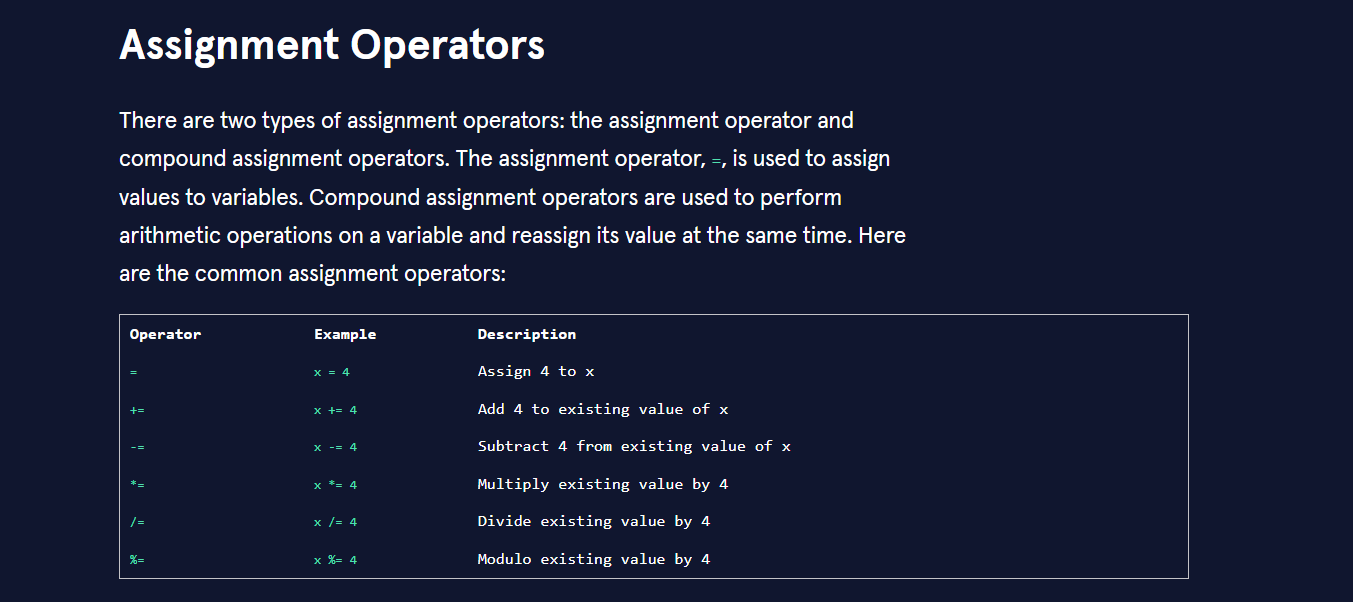 Assignment Operators
There are two types of assignment operators: the assignment operator and
compound assignment operators. The assignment operator, =, is used to assign
values to variables. Compound assignment operators are used to perform
arithmetic operations on a variable and reassign its value at the same time. Here
are the common assignment operators:
Operator Example Description
= x = 4 Assign 4 to x
+= x += 4 Add 4 to existing value of x
-= x -= 4 Subtract 4 from existing value of x
*= x *= 4 Multiply existing value by 4
/= x /= 4 Divide existing value by 4
%= x %= 4 Modulo existing value by 4